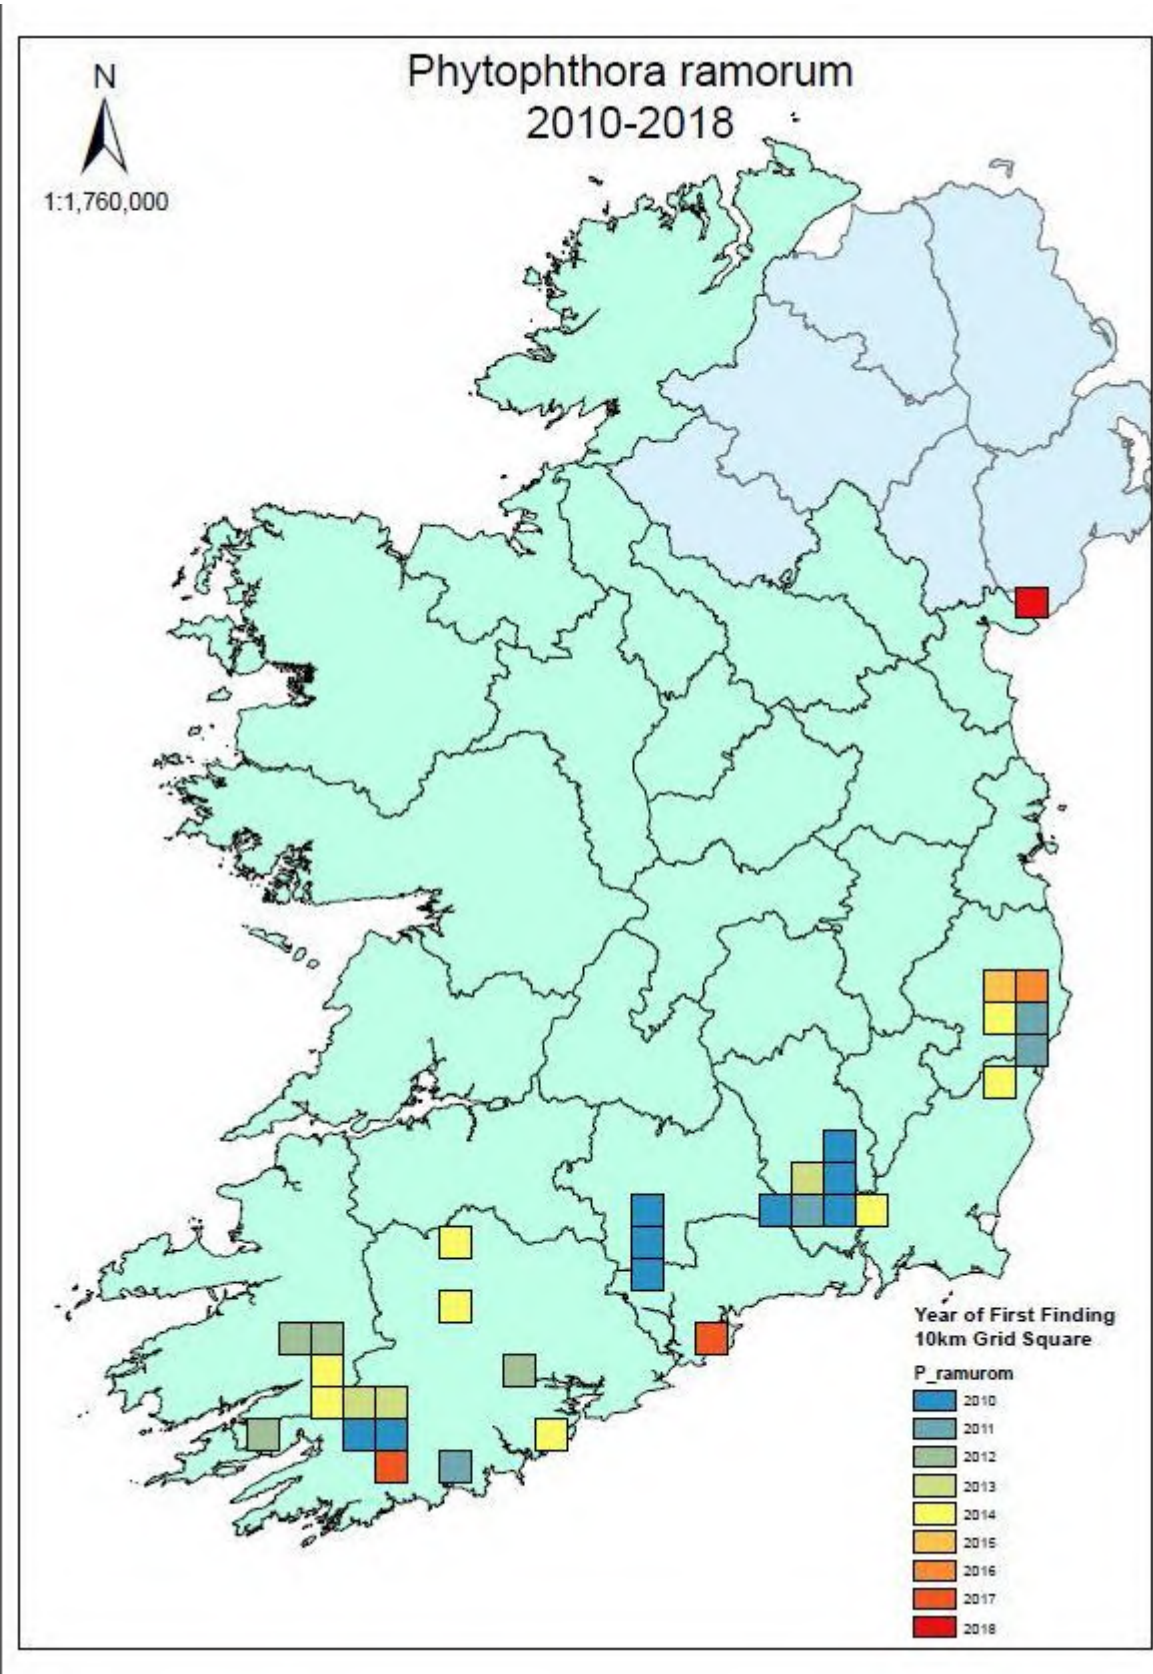 Phytophthora ramorum
2010-2018
N
1:1,760,000
Year of First Finding
10km Grid Square
P_ramurom
2010
2011
2012
2013
2014
2015
2016
2017
2018